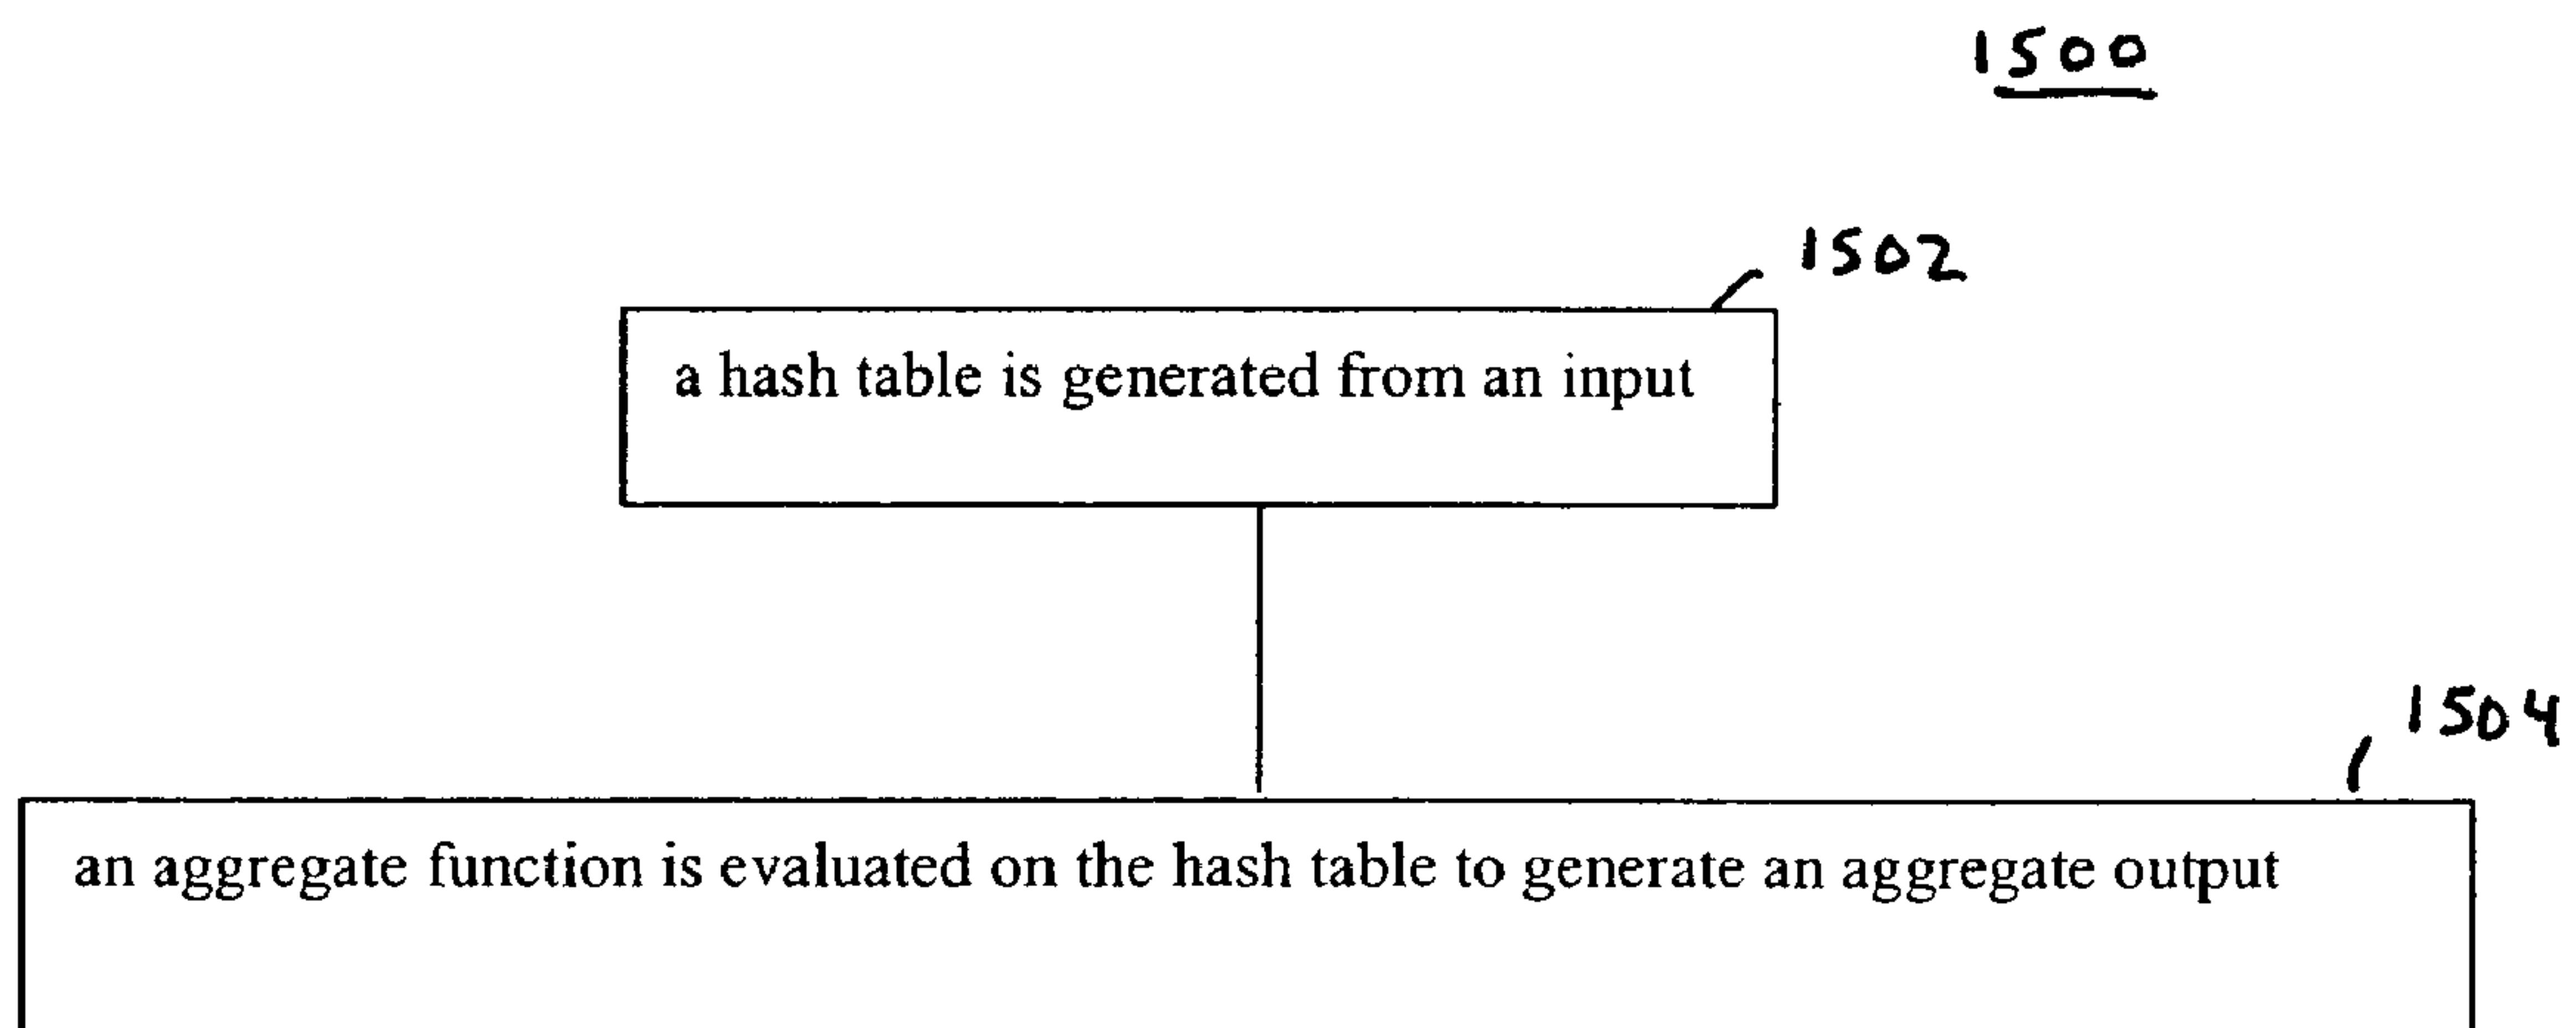 1500
1502
a hash table is generated from an input
1504
an aggregate function is evaluated on the hash table to generate an aggregate output